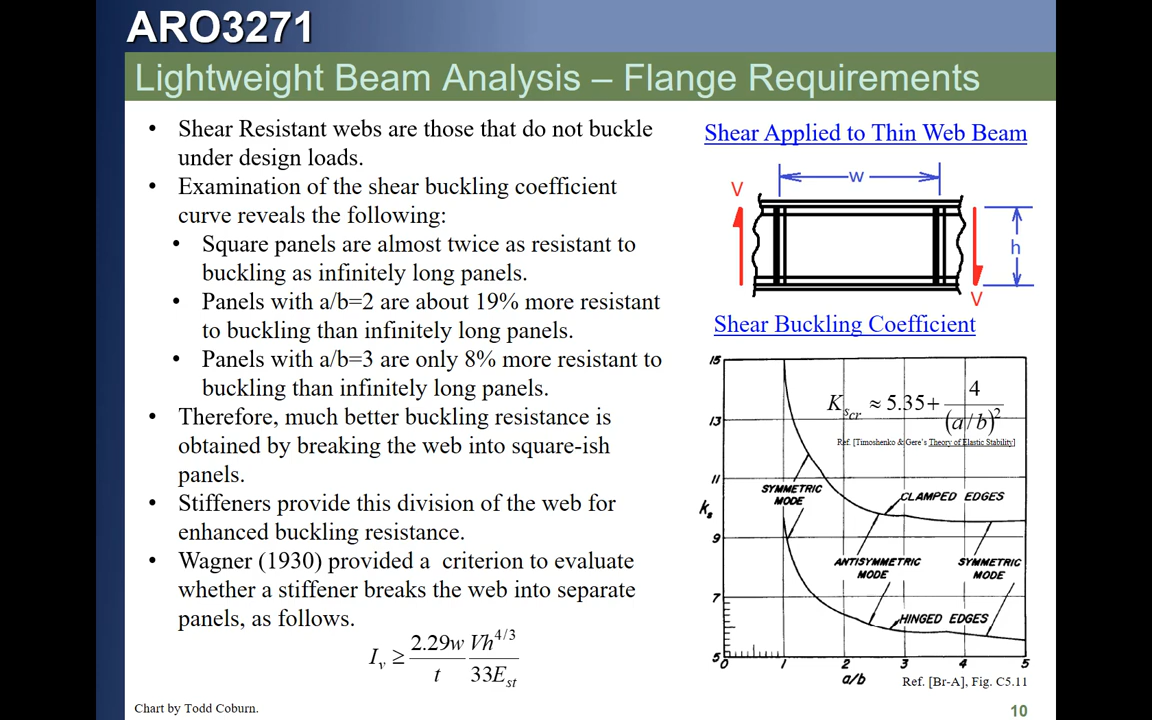 ARO3271
Lightweight Beam Analysis – Flange Requirements
• Shear Resistant webs are those that do not buckle
under design loads.
• Examination of the shear buckling coefficient
curve reveals the following:
• Square panels are almost twice as resistant to
buckling as infinitely long panels.
• Panels with a/b=2 are about 19% more resistant
to buckling than infinitely long panels.
• Panels with a/b=3 are only 8% more resistant to
buckling than infinitely long panels.
• Therefore, much better buckling resistance is
obtained by breaking the web into square-ish
panels.
• Stiffeners provide this division of the web for
enhanced buckling resistance.
• Wagner (1930) provided a criterion to evaluate
whether a stiffener breaks the web into separate
panels, as follows.
I_v ≥ (2.29w / t) (Vh^{4/3} / 33E_{st})
Chart by Todd Coburn.
Shear Applied to Thin Web Beam
w
V
h
V
Shear Buckling Coefficient
K_{s_{cr}} ≈ 5.35 + 4 / (a/b)^2
Ref. [Timoshenko & Gere's Theory of Elastic Stability]
15
13
11
9
7
5
k_s
SYMMETRIC
MODE
CLAMPED EDGES
ANTISYMMETRIC
MODE
SYMMETRIC
MODE
HINGED EDGES
0 1 2 3 4 5
a/b
Ref. [Br-A], Fig. C5.11
10